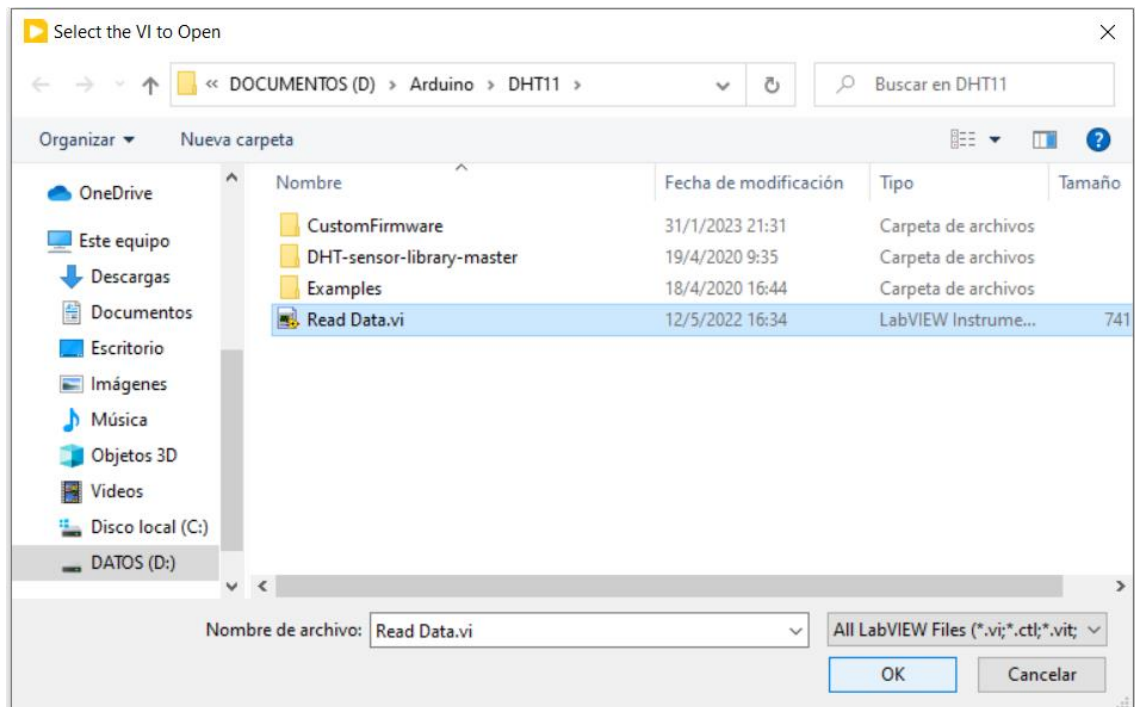 Select the VI to Open
« DOCUMENTOS (D) > Arduino > DHT11 >
Buscar en DHT11
Organizar
Nueva carpeta
OneDrive
Este equipo
Descargas
Documentos
Escritorio
Imágenes
Música
Objetos 3D
Videos
Disco local (C:)
DATOS (D:)
Nombre Fecha de modificación Tipo Tamaño
CustomFirmware 31/1/2023 21:31 Carpeta de archivos
DHT-sensor-library-master 19/4/2020 9:35 Carpeta de archivos
Examples 18/4/2020 16:44 Carpeta de archivos
Read Data.vi 12/5/2022 16:34 LabVIEW Instrume... 741
Nombre de archivo: Read Data.vi
All LabVIEW Files (*.vi;*.ctl;*.vit;
OK Cancelar